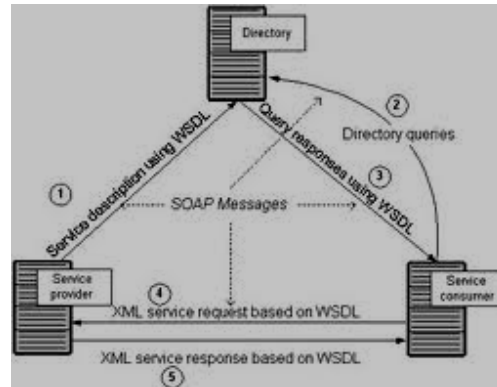 Directory
2
Directory queries
Service description using WSDL
Query responses using WSDL
1
3
SOAP Messages
Service
provider
Service
consumer
4
XML service request based on WSDL
XML service response based on WSDL
5